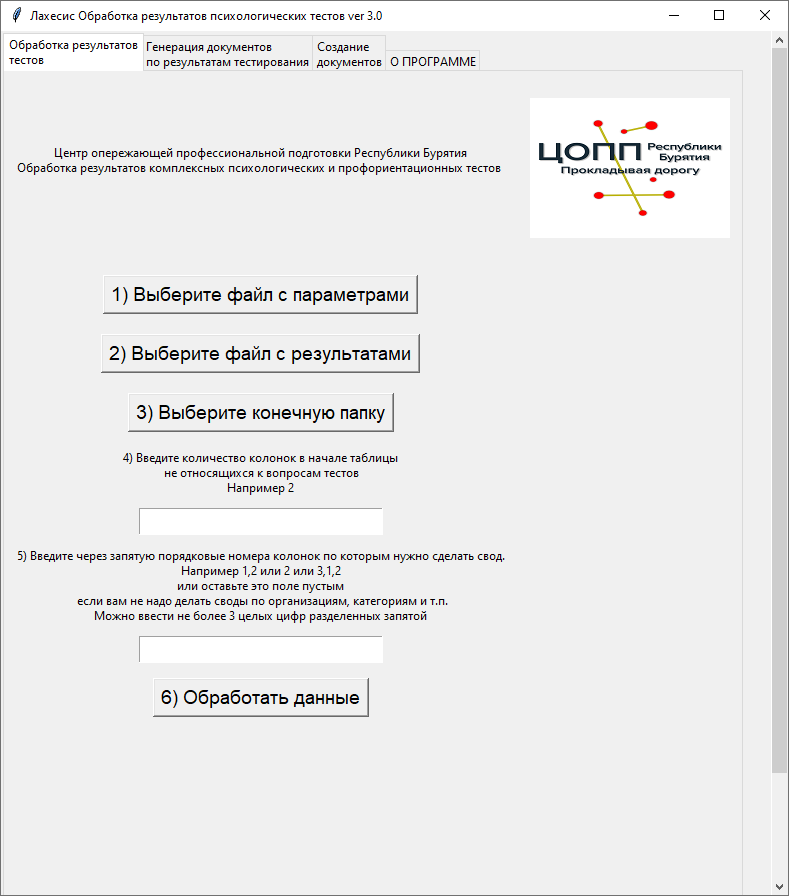 Лахесис Обработка результатов психологических тестов ver 3.0
Обработка результатов
тестов
Генерация документов
по результатам тестирования
Создание
документов
О ПРОГРАММЕ
Центр опережающей профессиональной подготовки Республики Бурятия
Обработка результатов комплексных психологических и профориентационных тестов
ЦОПП Республики
Бурятия
Прокладывая дорогу
1) Выберите файл с параметрами
2) Выберите файл с результатами
3) Выберите конечную папку
4) Введите количество колонок в начале таблицы
не относящихся к вопросам тестов
Например 2
5) Введите через запятую порядковые номера колонок по которым нужно сделать свод.
Например 1,2 или 2 или 3,1,2
или оставьте это поле пустым
если вам не надо делать своды по организациям, категориям и т.п.
Можно ввести не более 3 целых цифр разделенных запятой
6) Обработать данные